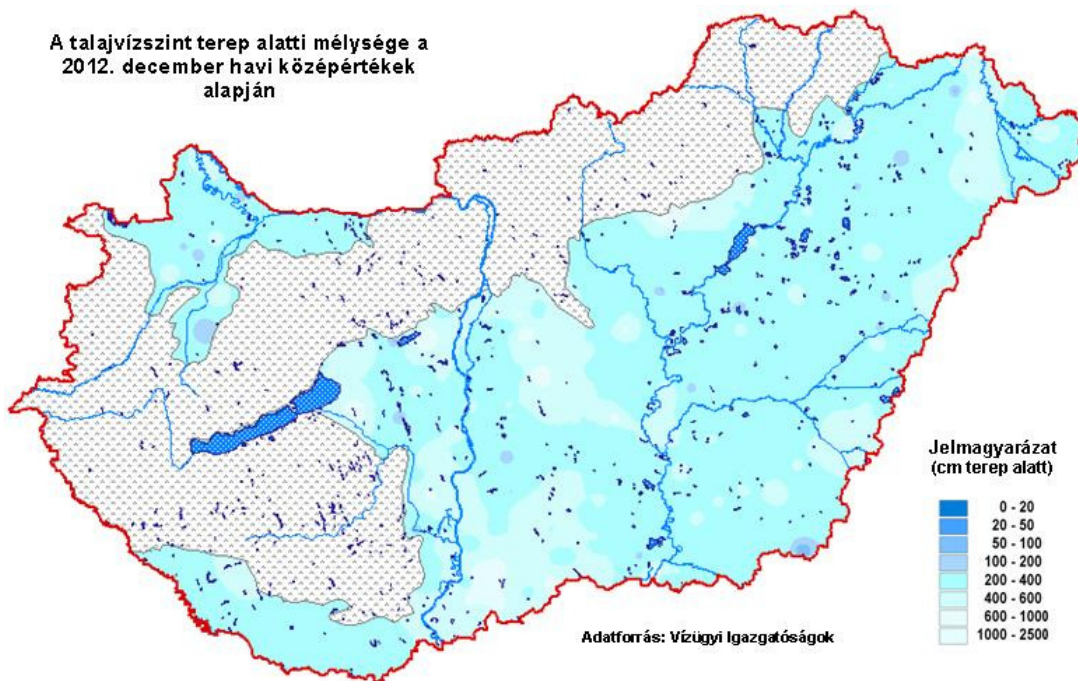 A talajvízszint terep alatti mélysége a
2012. december havi középértékek
alapján
Jelmagyarázat
(cm terep alatt)
0 - 20
20 - 50
50 - 100
100 - 200
200 - 400
400 - 600
600 - 1000
1000 - 2500
Adatforrás: Vízügyi Igazgatóságok